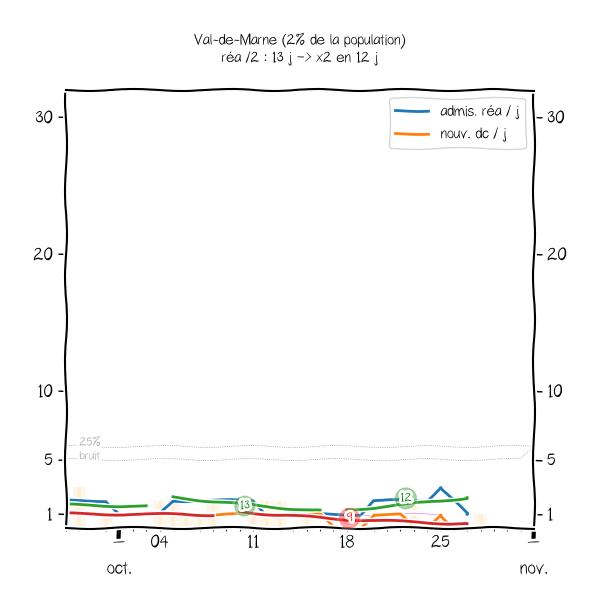 Val-de-Marne (2% de la population)
réa /2 : 13 j -> x2 en 12 j
admis. réa / j
nouv. dc / j
30
30
20
20
10
10
25%
bruit
5
5
12
13
9
1
1
04
11
18
25
oct.
nov.